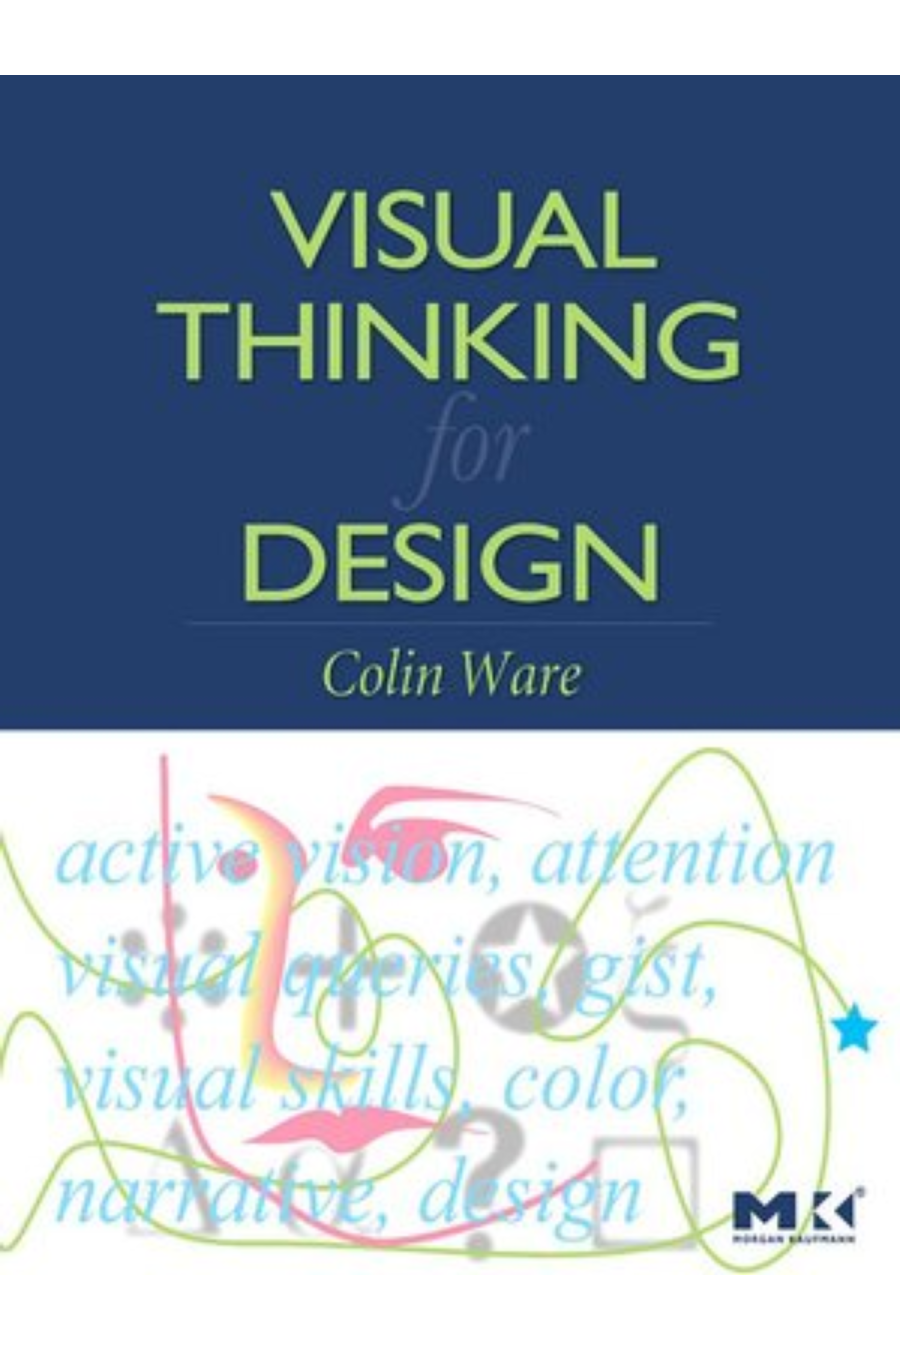 VISUAL
THINKING
for
DESIGN
Colin Ware
active vision, attention
visual queries, gist,
visual skills, color,
narrative, design
MK®
MORGAN KAUFMANN